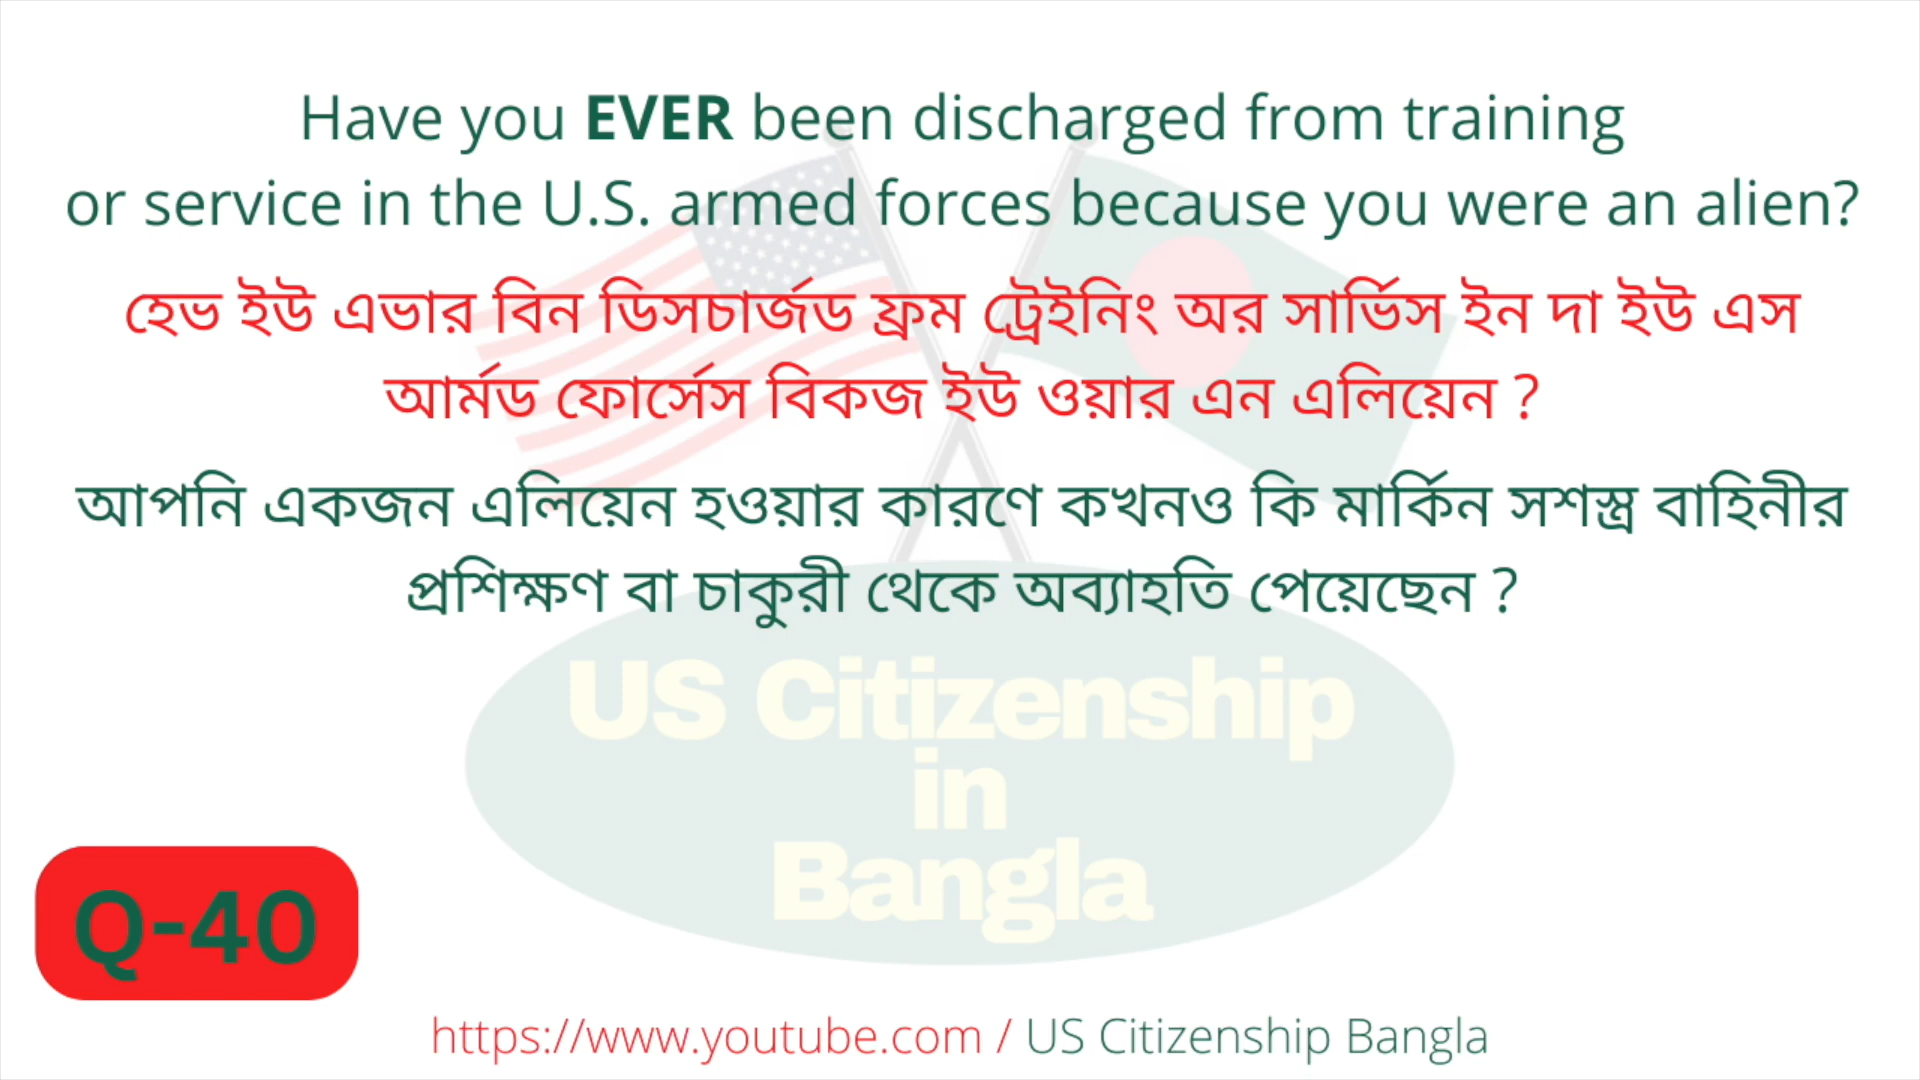 Have you EVER been discharged from training
or service in the U.S. armed forces because you were an alien?
হেভ ইউ এভার বিন ডিসচার্জড ফ্রম ট্রেইনিং অর সার্ভিস ইন দা ইউ এস
আর্মড ফোর্সেস বিকজ ইউ ওয়ার এন এলিয়েন ?
আপনি একজন এলিয়েন হওয়ার কারণে কখনও কি মার্কিন সশস্ত্র বাহিনীর
প্রশিক্ষণ বা চাকুরী থেকে অব্যাহতি পেয়েছেন ?
US Citizenship
in
Bangla
Q-40
https://www.youtube.com / US Citizenship Bangla